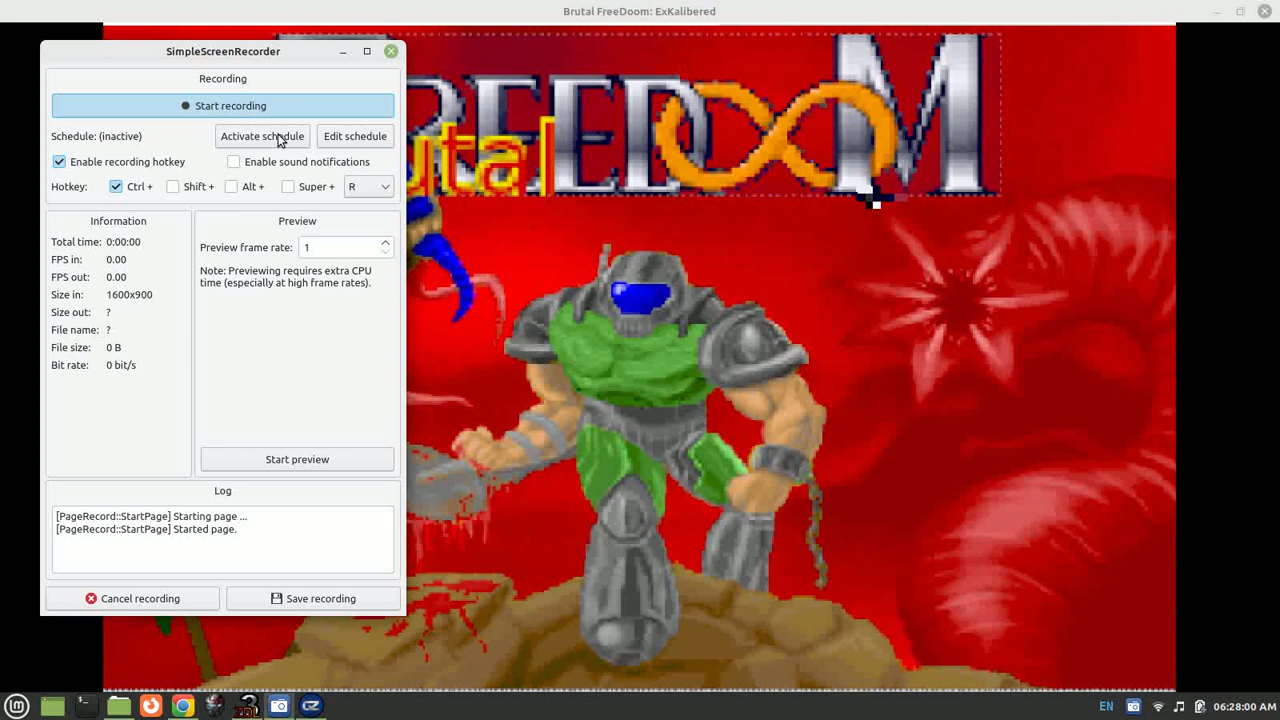 Brutal FreeDoom: ExKalibered
SimpleScreenRecorder
Recording
Start recording
Schedule: (inactive)
Activate schedule
Edit schedule
Enable recording hotkey
Enable sound notifications
Hotkey:
Ctrl +
Shift +
Alt +
Super +
R
Information
Total time: 0:00:00
FPS in: 0.00
FPS out: 0.00
Size in: 1600x900
Size out: ?
File name: ?
File size: 0 B
Bit rate: 0 bit/s
Preview
Preview frame rate: 1
Note: Previewing requires extra CPU
time (especially at high frame rates).
Start preview
Log
[PageRecord::StartPage] Starting page ...
[PageRecord::StartPage] Started page.
Cancel recording
Save recording
EN
06:28:00 AM